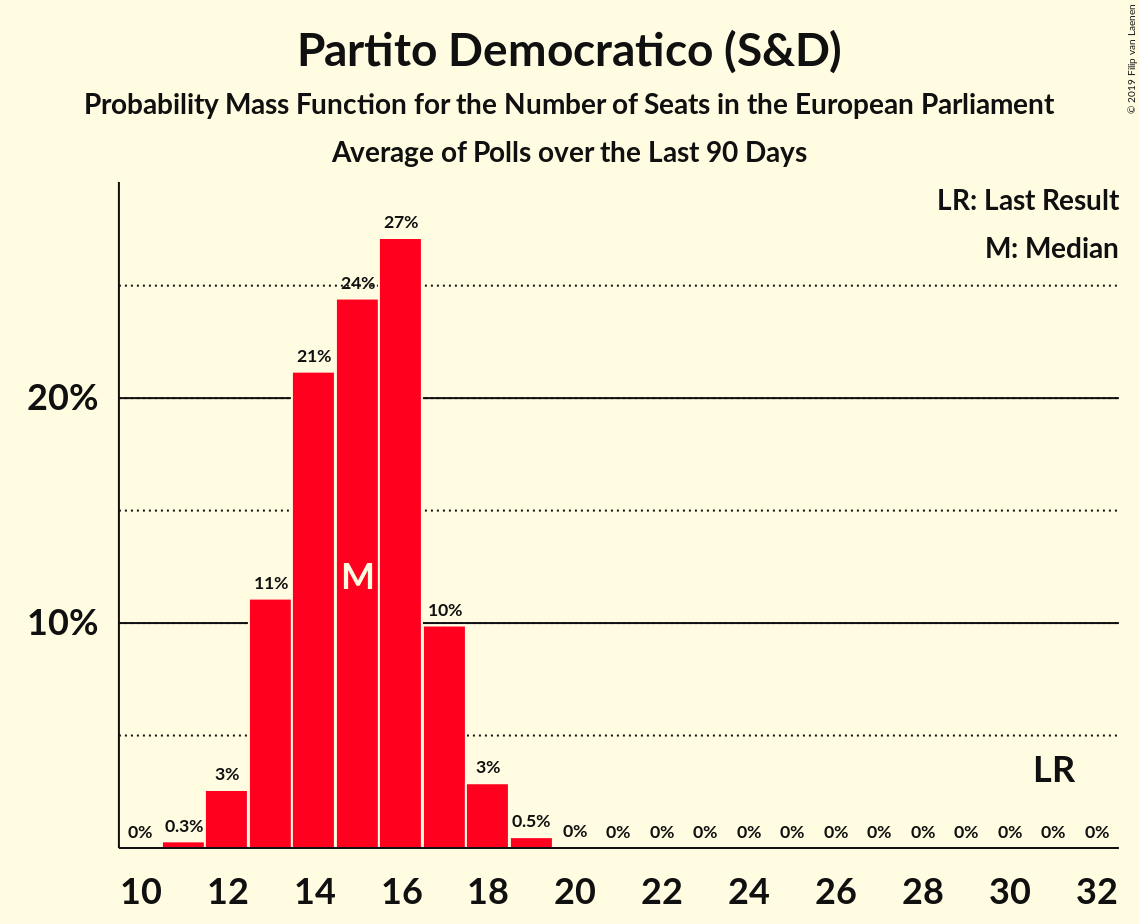 Partito Democratico (S&D)
Probability Mass Function for the Number of Seats in the European Parliament
Average of Polls over the Last 90 Days
© 2019 Filip van Laenen
LR: Last Result
M: Median
20%
10%
0%
0.3%
3%
11%
21%
24%
27%
10%
3%
0.5%
0%
0%
0%
0%
0%
0%
0%
0%
0%
0%
0%
0%
0%
M
LR
10 12 14 16 18 20 22 24 26 28 30 32